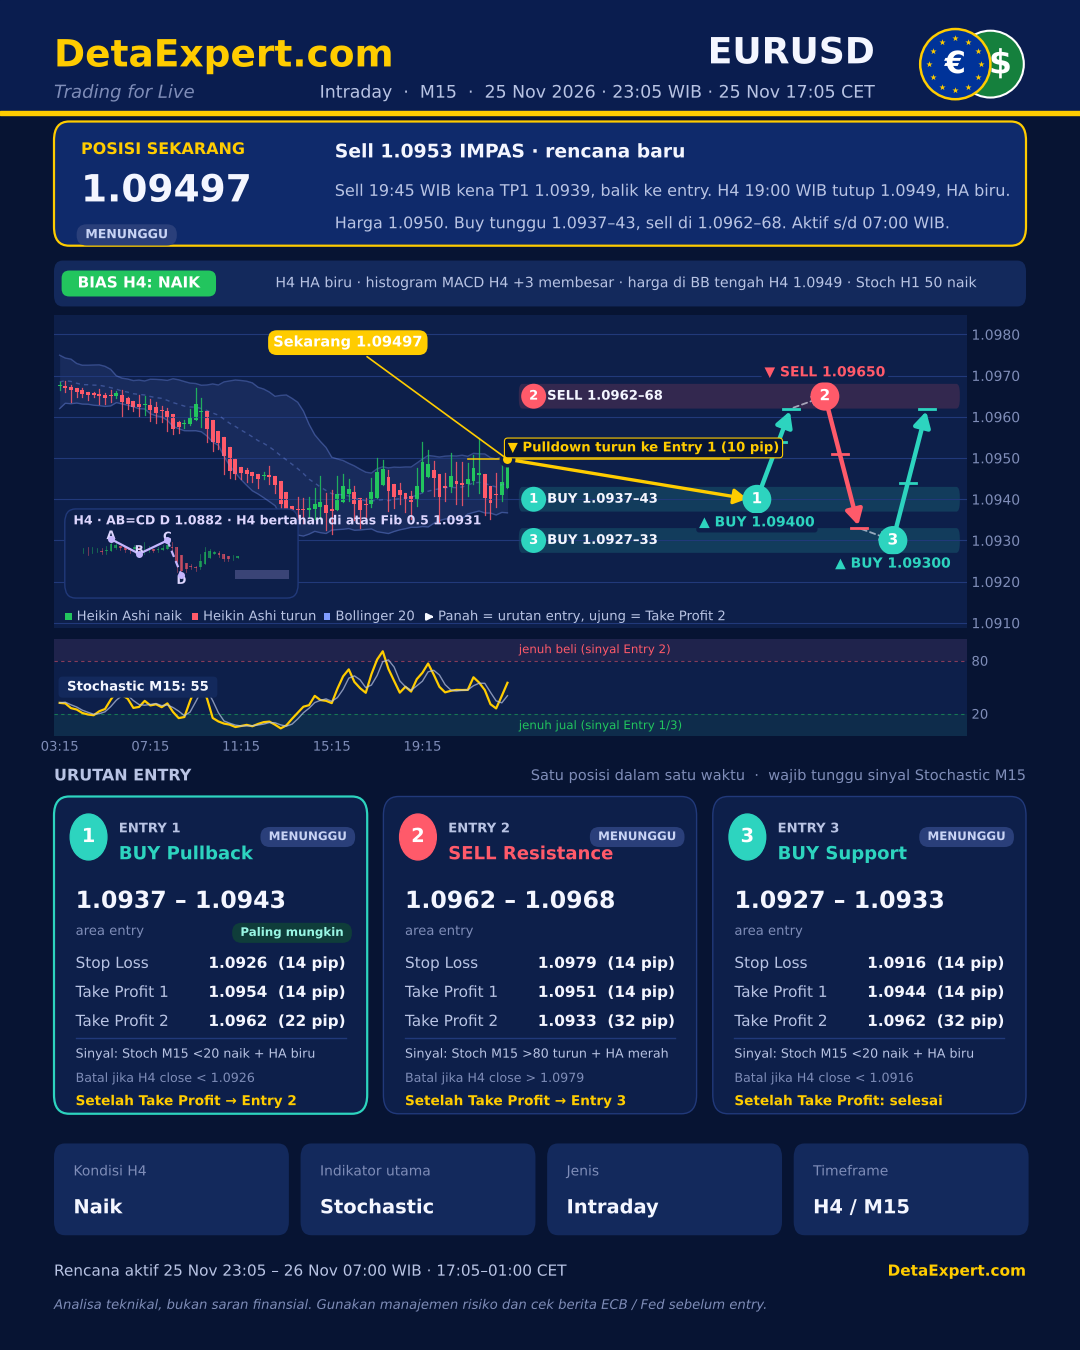 DetaExpert.com
Trading for Live
EURUSD
Intraday · M15 · 25 Nov 2026 · 23:05 WIB · 25 Nov 17:05 CET
€ $
POSISI SEKARANG
1.09497
MENUNGGU
Sell 1.0953 IMPAS · rencana baru
Sell 19:45 WIB kena TP1 1.0939, balik ke entry. H4 19:00 WIB tutup 1.0949, HA biru.
Harga 1.0950. Buy tunggu 1.0937–43, sell di 1.0962–68. Aktif s/d 07:00 WIB.
BIAS H4: NAIK
H4 HA biru · histogram MACD H4 +3 membesar · harga di BB tengah H4 1.0949 · Stoch H1 50 naik
Sekarang 1.09497
1.0980
1.0970
1.0960
1.0950
1.0940
1.0930
1.0920
1.0910
▼ SELL 1.09650
2 SELL 1.0962–68
2
▼ Pulldown turun ke Entry 1 (10 pip)
1 BUY 1.0937–43
1
▲ BUY 1.09400
3 BUY 1.0927–33
3
▲ BUY 1.09300
H4 · AB=CD D 1.0882 · H4 bertahan di atas Fib 0.5 1.0931
A
B
C
D
Heikin Ashi naik
Heikin Ashi turun
Bollinger 20
Panah = urutan entry, ujung = Take Profit 2
jenuh beli (sinyal Entry 2)
80
Stochastic M15: 55
20
jenuh jual (sinyal Entry 1/3)
03:15 07:15 11:15 15:15 19:15
URUTAN ENTRY
Satu posisi dalam satu waktu · wajib tunggu sinyal Stochastic M15
1
ENTRY 1
MENUNGGU
BUY Pullback
1.0937 – 1.0943
area entry
Paling mungkin
Stop Loss 1.0926 (14 pip)
Take Profit 1 1.0954 (14 pip)
Take Profit 2 1.0962 (22 pip)
Sinyal: Stoch M15 <20 naik + HA biru
Batal jika H4 close < 1.0926
Setelah Take Profit → Entry 2
2
ENTRY 2
MENUNGGU
SELL Resistance
1.0962 – 1.0968
area entry
Stop Loss 1.0979 (14 pip)
Take Profit 1 1.0951 (14 pip)
Take Profit 2 1.0933 (32 pip)
Sinyal: Stoch M15 >80 turun + HA merah
Batal jika H4 close > 1.0979
Setelah Take Profit → Entry 3
3
ENTRY 3
MENUNGGU
BUY Support
1.0927 – 1.0933
area entry
Stop Loss 1.0916 (14 pip)
Take Profit 1 1.0944 (14 pip)
Take Profit 2 1.0962 (32 pip)
Sinyal: Stoch M15 <20 naik + HA biru
Batal jika H4 close < 1.0916
Setelah Take Profit: selesai
Kondisi H4
Naik
Indikator utama
Stochastic
Jenis
Intraday
Timeframe
H4 / M15
Rencana aktif 25 Nov 23:05 – 26 Nov 07:00 WIB · 17:05–01:00 CET
DetaExpert.com
Analisa teknikal, bukan saran finansial. Gunakan manajemen risiko dan cek berita ECB / Fed sebelum entry.